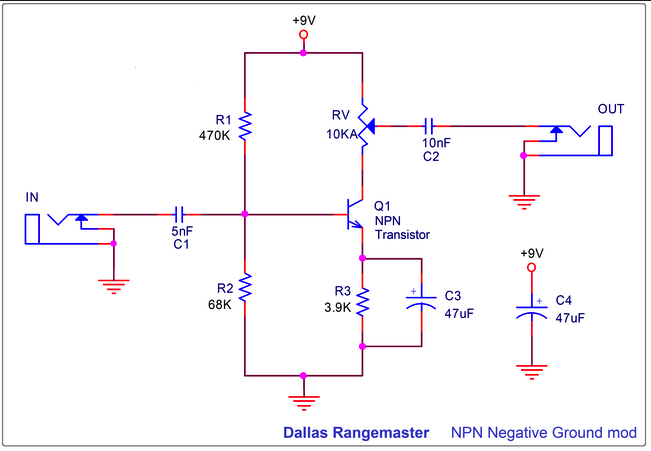 +9V
R1
470K
RV
10KA
10nF
C2
OUT
IN
5nF
C1
Q1
NPN
Transistor
R2
68K
R3
3.9K
+
C3
47uF
+9V
+
C4
47uF
Dallas Rangemaster NPN Negative Ground mod